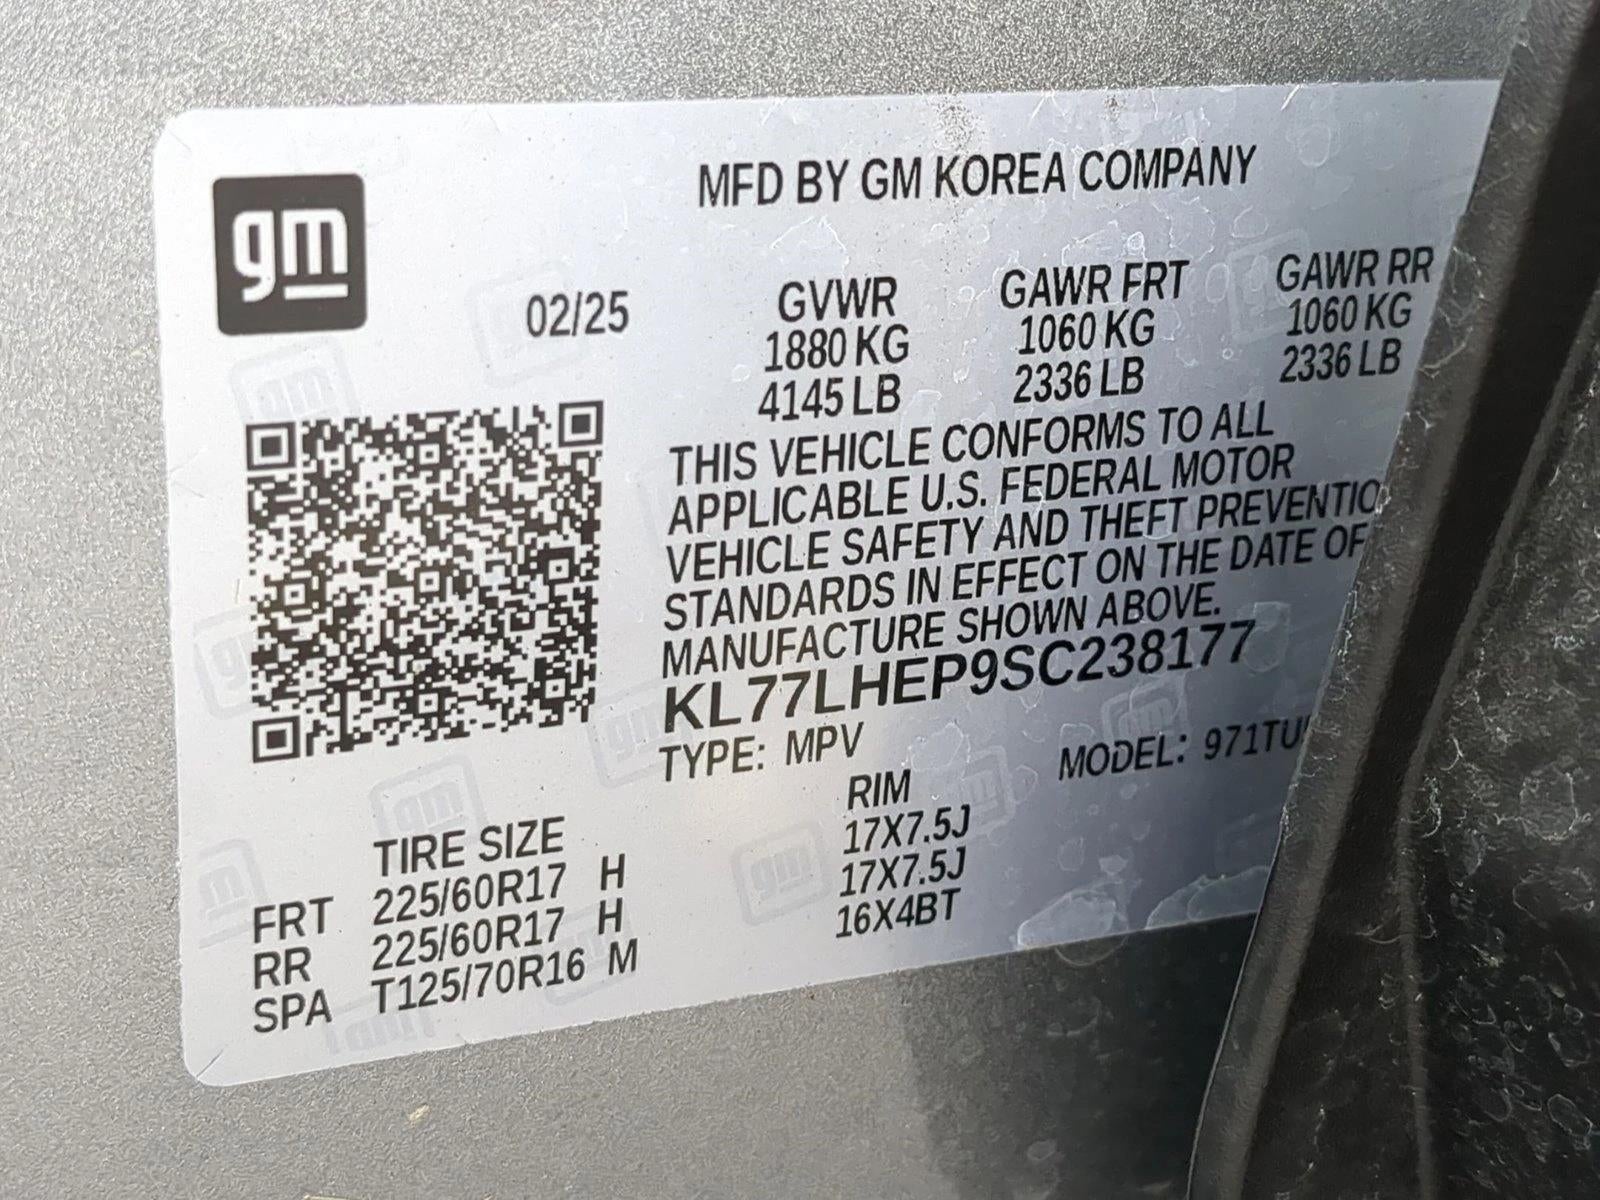 gm
MFD BY GM KOREA COMPANY
02/25
GVWR GAWR FRT GAWR RR
1880 KG 1060 KG 1060 KG
4145 LB 2336 LB 2336 LB
THIS VEHICLE CONFORMS TO ALL
APPLICABLE U.S. FEDERAL MOTOR
VEHICLE SAFETY AND THEFT PREVENTIO
STANDARDS IN EFFECT ON THE DATE OF
MANUFACTURE SHOWN ABOVE.
KL77LHEP9SC238177
TYPE: MPV MODEL: 971TU
TIRE SIZE RIM
FRT 225/60R17 H 17X7.5J
RR 225/60R17 H 17X7.5J
SPA T125/70R16 M 16X4BT